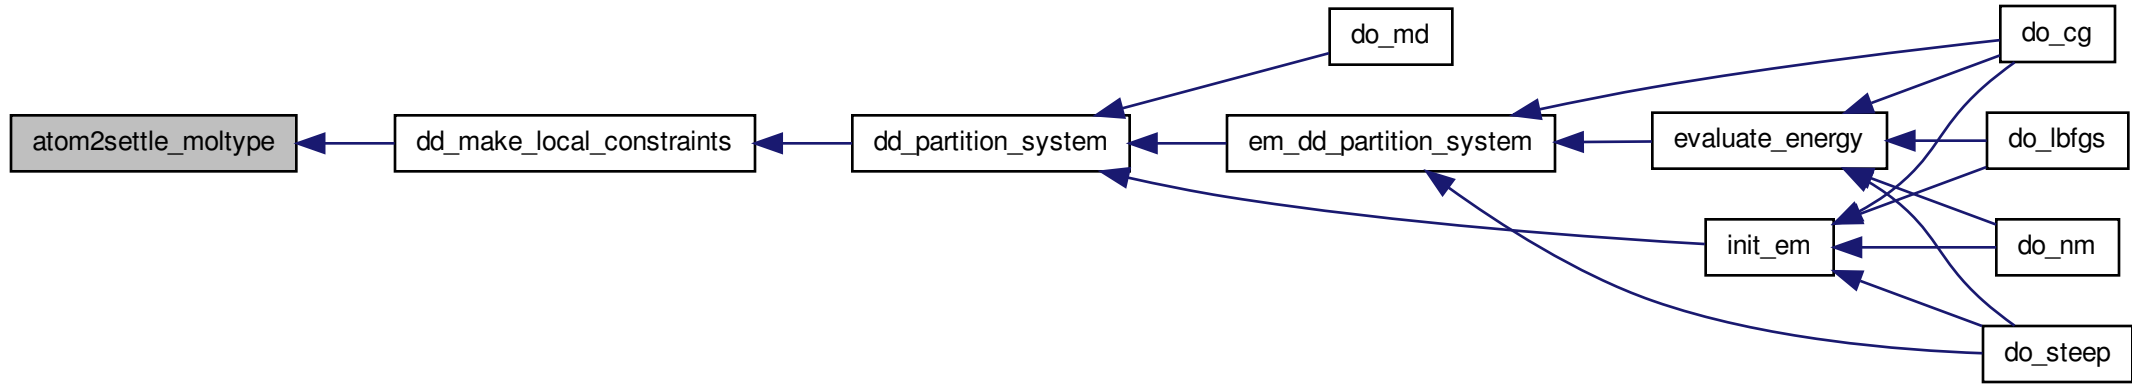 do_md
do_cg
atom2settle_moltype
dd_make_local_constraints
dd_partition_system
em_dd_partition_system
evaluate_energy
do_lbfgs
init_em
do_nm
do_steep